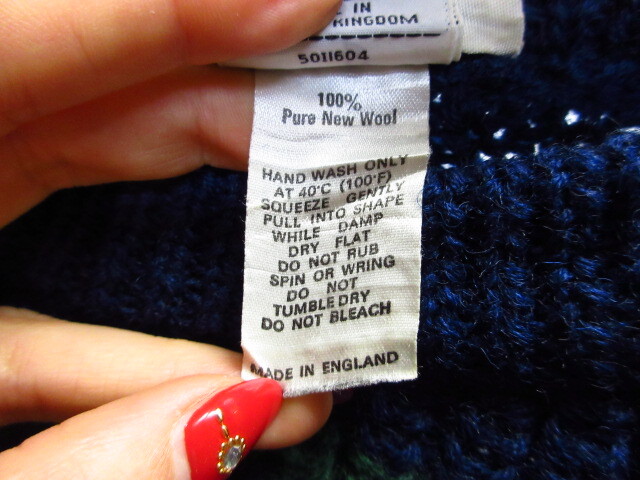 IN
KINGDOM
5011604
100%
Pure New Wool
HAND WASH ONLY
AT 40°C (100°F)
SQUEEZE GENTLY
PULL INTO SHAPE
WHILE DAMP
DRY FLAT
DO NOT RUB
SPIN OR WRING
DO NOT
TUMBLE DRY
DO NOT BLEACH
MADE IN ENGLAND